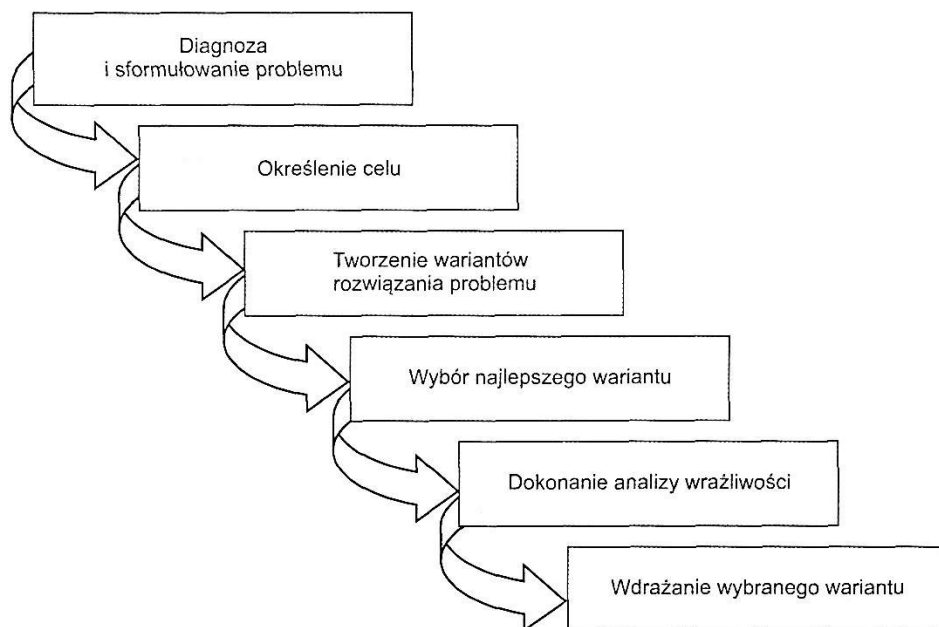 Diagnoza
i sformułowanie problemu
Określenie celu
Tworzenie wariantów
rozwiązania problemu
Wybór najlepszego wariantu
Dokonanie analizy wrażliwości
Wdrażanie wybranego wariantu